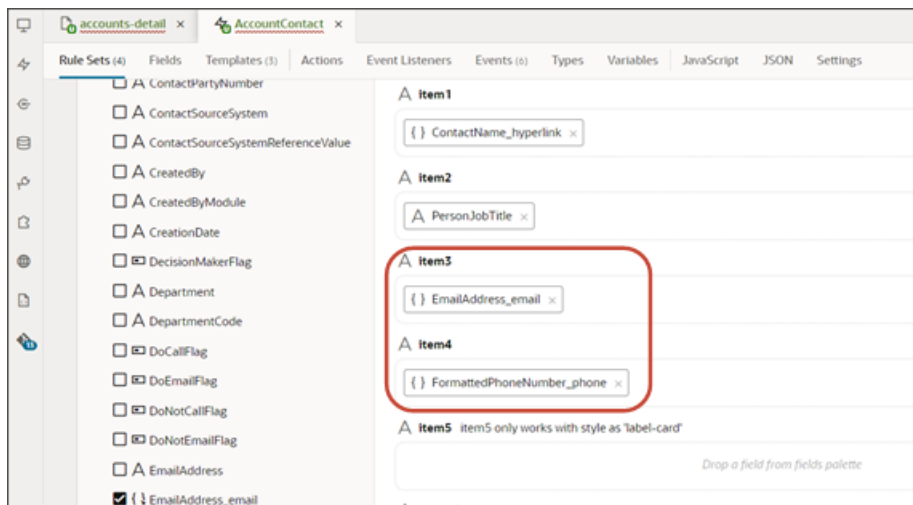 accounts-detail ×
AccountContact ×
Rule Sets (4) Fields Templates (3) Actions Event Listeners Events (6) Types Variables JavaScript JSON Settings
ContactPartyNumber
ContactSourceSystem
ContactSourceSystemReferenceValue
CreatedBy
CreatedByModule
CreationDate
DecisionMakerFlag
Department
DepartmentCode
DoCallFlag
DoEmailFlag
DoNotCallFlag
DoNotEmailFlag
EmailAddress
EmailAddress_email
item1
ContactName_hyperlink ×
item2
PersonJobTitle ×
item3
EmailAddress_email ×
item4
FormattedPhoneNumber_phone ×
item5 item5 only works with style as 'label-card'
Drop a field from fields palette